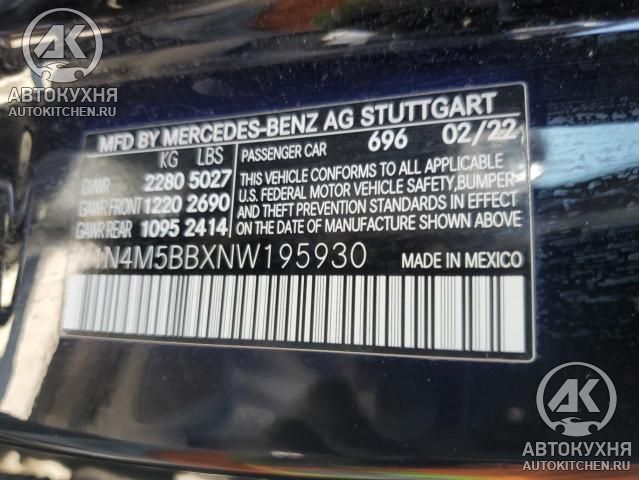 AK
АВТОКУХНЯ
AUTOKITCHEN.RU
MFD BY MERCEDES-BENZ AG STUTTGART
KG LBS
GVWR 2280 5027
GAWR FRONT 1220 2690
GAWR REAR 1095 2414
PASSENGER CAR 696 02/22
THIS VEHICLE CONFORMS TO ALL APPLICABLE
U.S. FEDERAL MOTOR VEHICLE SAFETY, BUMPER
AND THEFT PREVENTION STANDARDS IN EFFECT
ON DATE OF MANUFACTURE SHOWN ABOVE.
N4M5BBXNW195930
MADE IN MEXICO
AK
АВТОКУХНЯ
AUTOKITCHEN.RU